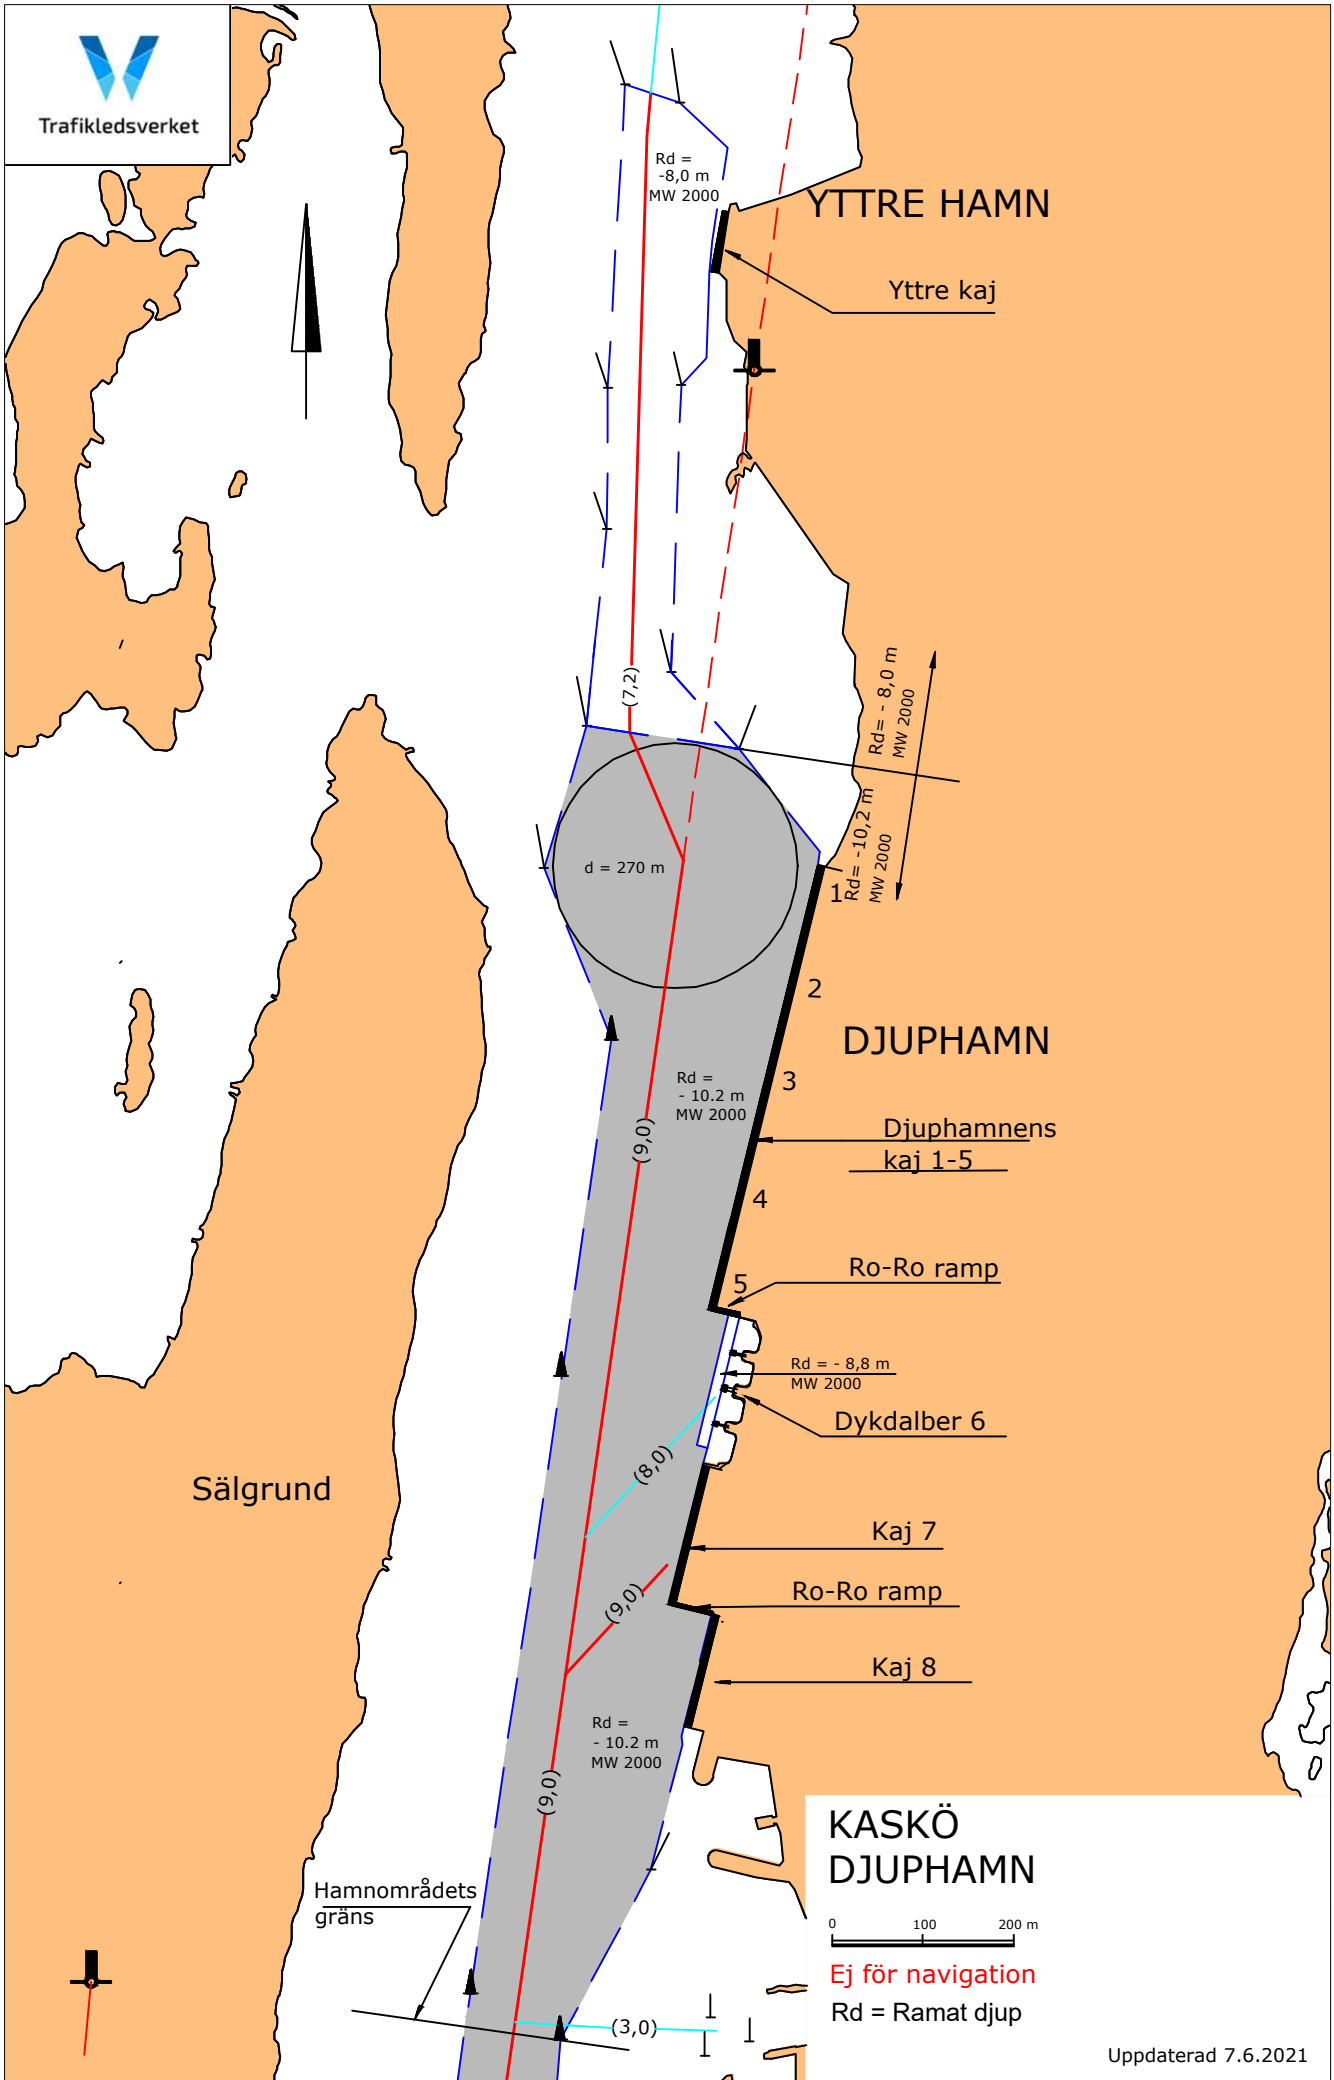 Trafikledsverket
Rd =
-8,0 m
MW 2000
YTTRE HAMN
Yttre kaj
(7,2)
Rd= - 8,0 m
MW 2000
Rd= -10,2 m
MW 2000
d = 270 m
1
2
DJUPHAMN
3
Rd =
- 10.2 m
MW 2000
(9,0)
Djuphamnens
kaj 1-5
4
5
Ro-Ro ramp
Rd = - 8,8 m
MW 2000
Dykdalber 6
(8,0)
Sälgrund
Kaj 7
(9,0)
Ro-Ro ramp
Kaj 8
Rd =
- 10.2 m
MW 2000
(9,0)
Hamnområdets
gräns
(3,0)
KASKÖ
DJUPHAMN
0 100 200 m
Ej för navigation
Rd = Ramat djup
Uppdaterad 7.6.2021